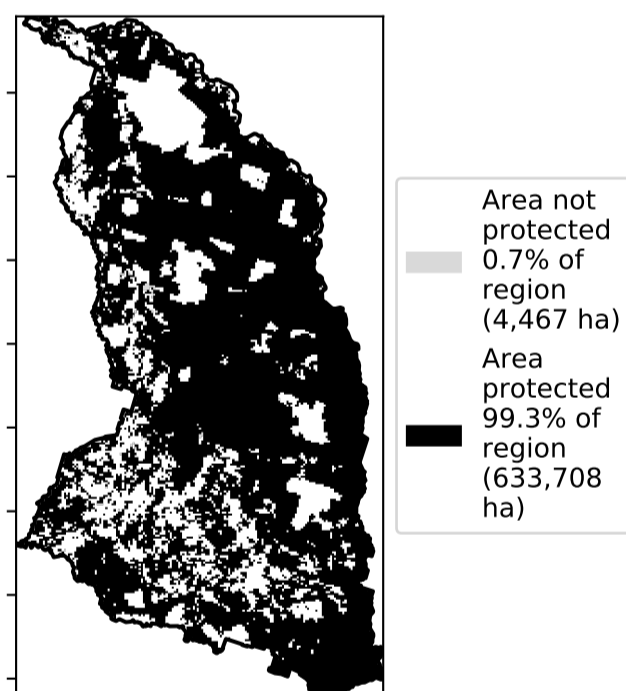 Area not
protected
0.7% of
region
(4,467 ha)
Area
protected
99.3% of
region
(633,708
ha)